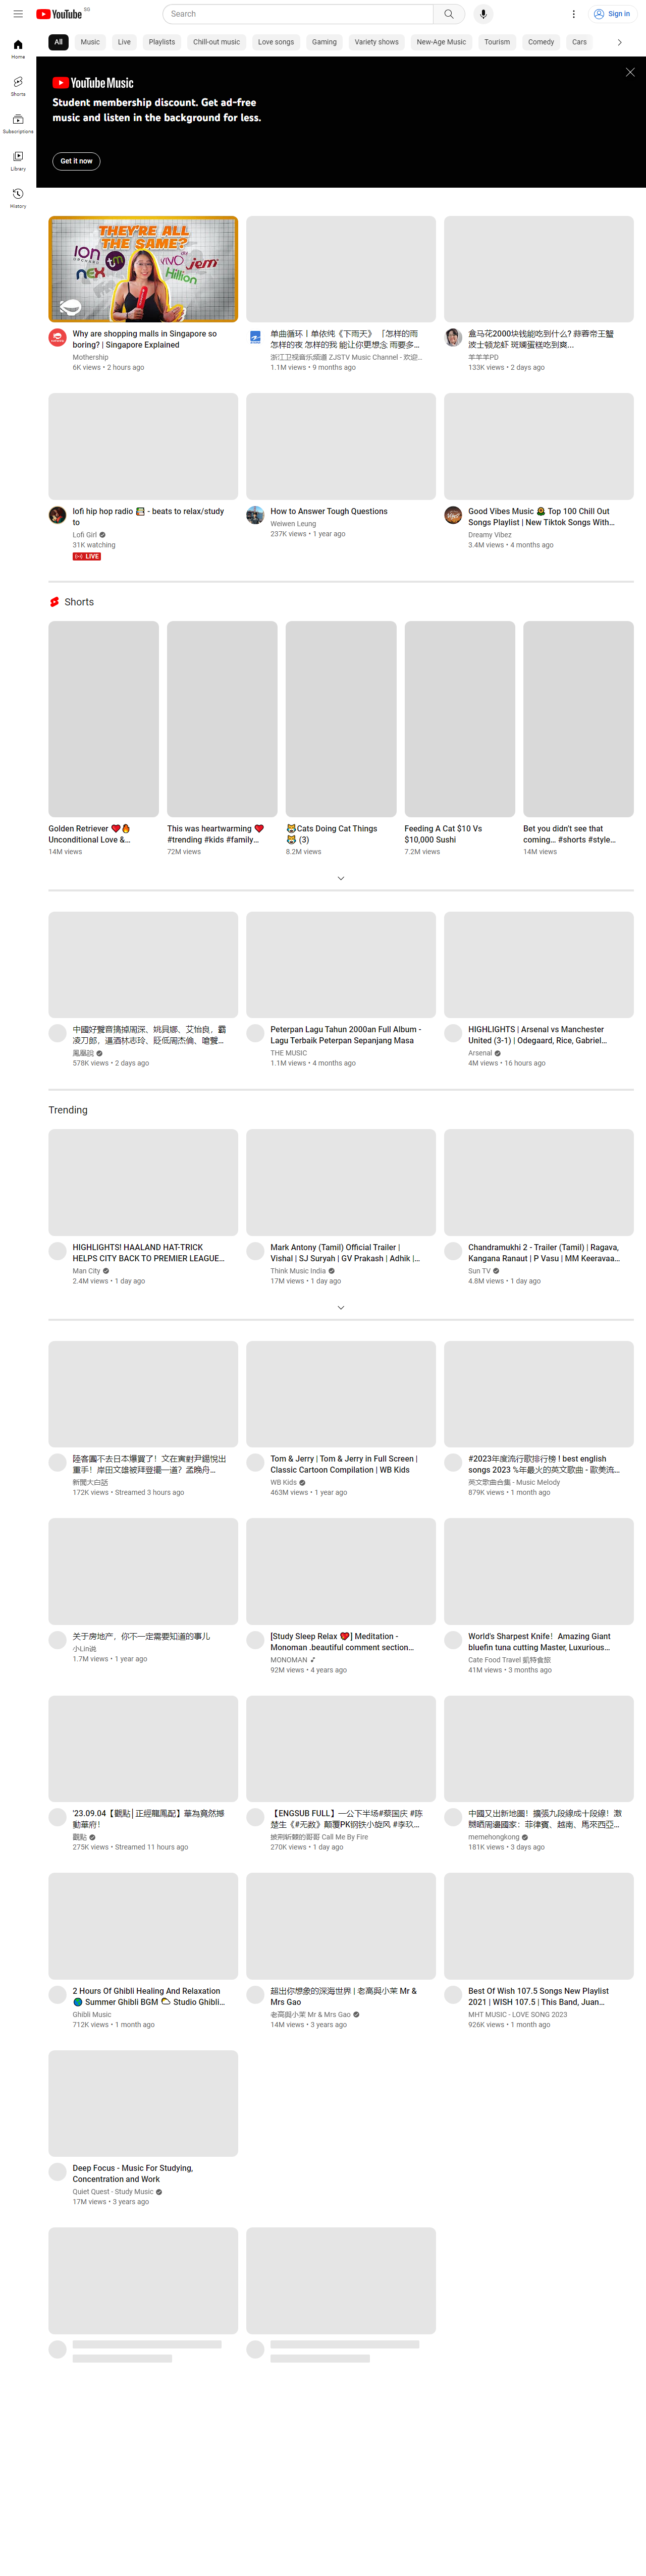 YouTube SG
Search
Sign in
Home
Shorts
Subscriptions
Library
History
All
Music
Live
Playlists
Chill-out music
Love songs
Gaming
Variety shows
New-Age Music
Tourism
Comedy
Cars
YouTube Music
Student membership discount. Get ad-free
music and listen in the background for less.
Get it now
THEY'RE ALL
THE SAME?
ION
ORCHARD
tm
VIVO
jem
nex
Hilton
Why are shopping malls in Singapore so
boring? | Singapore Explained
Mothership
6K views • 2 hours ago
单曲循环丨单依纯《下雨天》 「怎样的雨
怎样的夜 怎样的我 能让你更想念 雨要多…
浙江卫视音乐頻道 ZJSTV Music Channel - 欢迎…
1.1M views • 9 months ago
盒马花2000块钱能吃到什么? 蒜蓉帝王蟹
波士顿龙虾 斑斓蛋糕吃到爽...
羊羊羊PD
133K views • 2 days ago
lofi hip hop radio 📚 - beats to relax/study
to
Lofi Girl
31K watching
LIVE
How to Answer Tough Questions
Weiwen Leung
237K views • 1 year ago
Good Vibes Music 🌻 Top 100 Chill Out
Songs Playlist | New Tiktok Songs With…
Dreamy Vibez
3.4M views • 4 months ago
Shorts
Golden Retriever
Unconditional Love &…
14M views
This was heartwarming ❤️
#trending #kids #family…
72M views
😹Cats Doing Cat Things
😹 (3)
8.2M views
Feeding A Cat $10 Vs
$10,000 Sushi
7.2M views
Bet you didn't see that
coming… #shorts #style…
14M views
中國好聲音搞掉周深、姚貝娜、艾怡良，霸
凌刀郎，逼酒林志玲、貶低周杰倫、嗆聲…
578K views • 2 days ago
Peterpan Lagu Tahun 2000an Full Album -
Lagu Terbaik Peterpan Sepanjang Masa
THE MUSIC
1.1M views • 4 months ago
HIGHLIGHTS | Arsenal vs Manchester
United (3-1) | Odegaard, Rice, Gabriel…
Arsenal
4M views • 16 hours ago
Trending
HIGHLIGHTS! HAALAND HAT-TRICK
HELPS CITY BACK TO PREMIER LEAGUE…
Man City
2.4M views • 1 day ago
Mark Antony (Tamil) Official Trailer |
Vishal | SJ Suryah | GV Prakash | Adhik |…
Think Music India
17M views • 1 day ago
Chandramukhi 2 - Trailer (Tamil) | Ragava,
Kangana Ranaut | P Vasu | MM Keeravaa…
Sun TV
4.8M views • 1 day ago
陸客團不去日本爆買了！文在寅對尹錫悅出
重手！岸田文雄被拜登擺一道？孟晚舟…
新聞大白話
172K views • Streamed 3 hours ago
Tom & Jerry | Tom & Jerry in Full Screen |
Classic Cartoon Compilation | WB Kids
WB Kids
463M views • 1 year ago
#2023年度流行歌排行榜 ! best english
songs 2023 %年最火的英文歌曲 - 歐美流…
英文歌曲合集 - Music Melody
879K views • 1 month ago
关于房地产，你不一定需要知道的事儿
小Lin说
1.7M views • 1 year ago
[Study Sleep Relax 💖] Meditation -
Monoman .beautiful comment section…
MONOMAN ♪
92M views • 4 years ago
World's Sharpest Knife！Amazing Giant
bluefin tuna cutting Master, Luxurious…
Cate Food Travel 凱特食旅
41M views • 3 months ago
'23.09.04【觀點│正經龍鳳配】華為竟然撼
動華府！
觀點
275K views • Streamed 11 hours ago
【ENGSUB FULL】一公下半场#蔡国庆 #陈
楚生《#无数》颠覆PK钢铁小旋风 #李玖…
披荆斩棘的哥哥 Call Me By Fire
270K views • 1 day ago
中國又出新地圖！擴張九段線成十段線！激
嬲晒周邊國家：菲律賓、越南、馬來西亞…
memehongkong
181K views • 3 days ago
2 Hours Of Ghibli Healing And Relaxation
🌍 Summer Ghibli BGM ⛅ Studio Ghibli…
Ghibli Music
712K views • 1 month ago
超出你想象的深海世界 | 老高與小茉 Mr &
Mrs Gao
老高與小茉 Mr & Mrs Gao
14M views • 3 years ago
Best Of Wish 107.5 Songs New Playlist
2021 | WISH 107.5 | This Band, Juan…
MHT MUSIC - LOVE SONG 2023
926K views • 1 month ago
Deep Focus - Music For Studying,
Concentration and Work
Quiet Quest - Study Music
17M views • 3 years ago